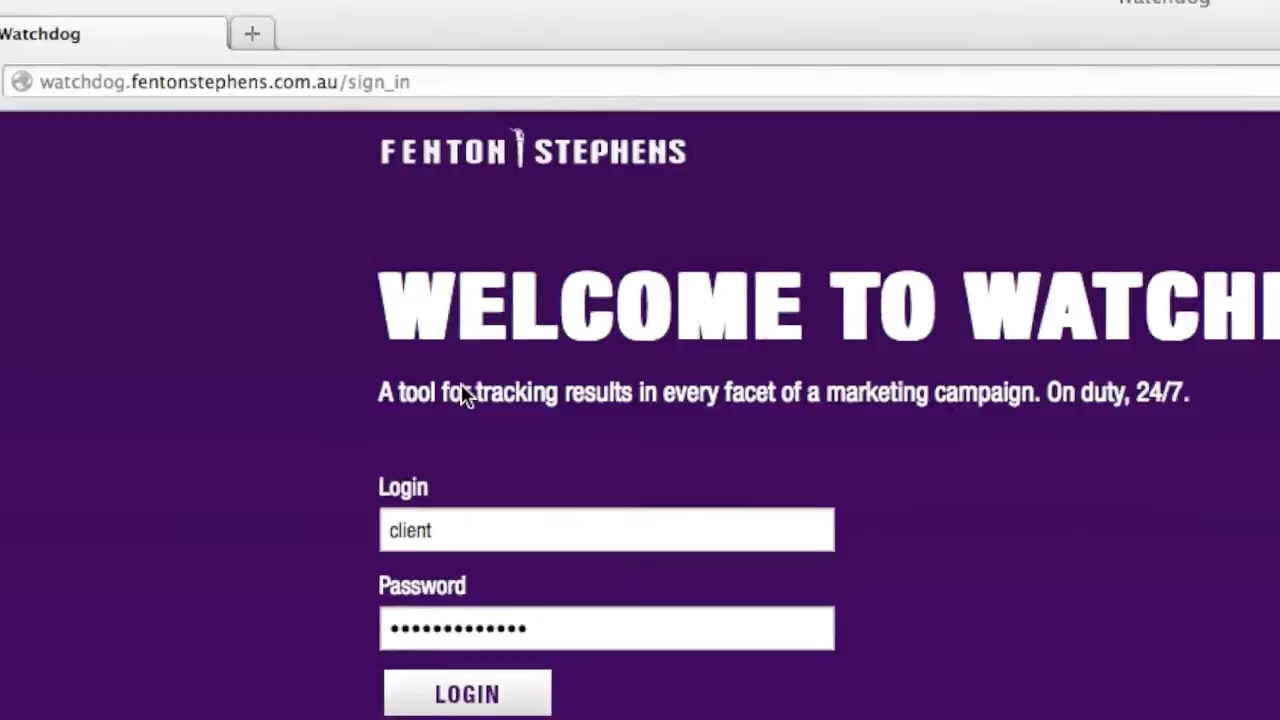 Watchdog
Watchdog +
watchdog.fentonstephens.com.au/sign_in
FENTON STEPHENS
WELCOME TO
A tool for tracking results in every facet of a marketing campaign. On duty, 24/7.
Login
client
Password
•••••••••••••
LOGIN